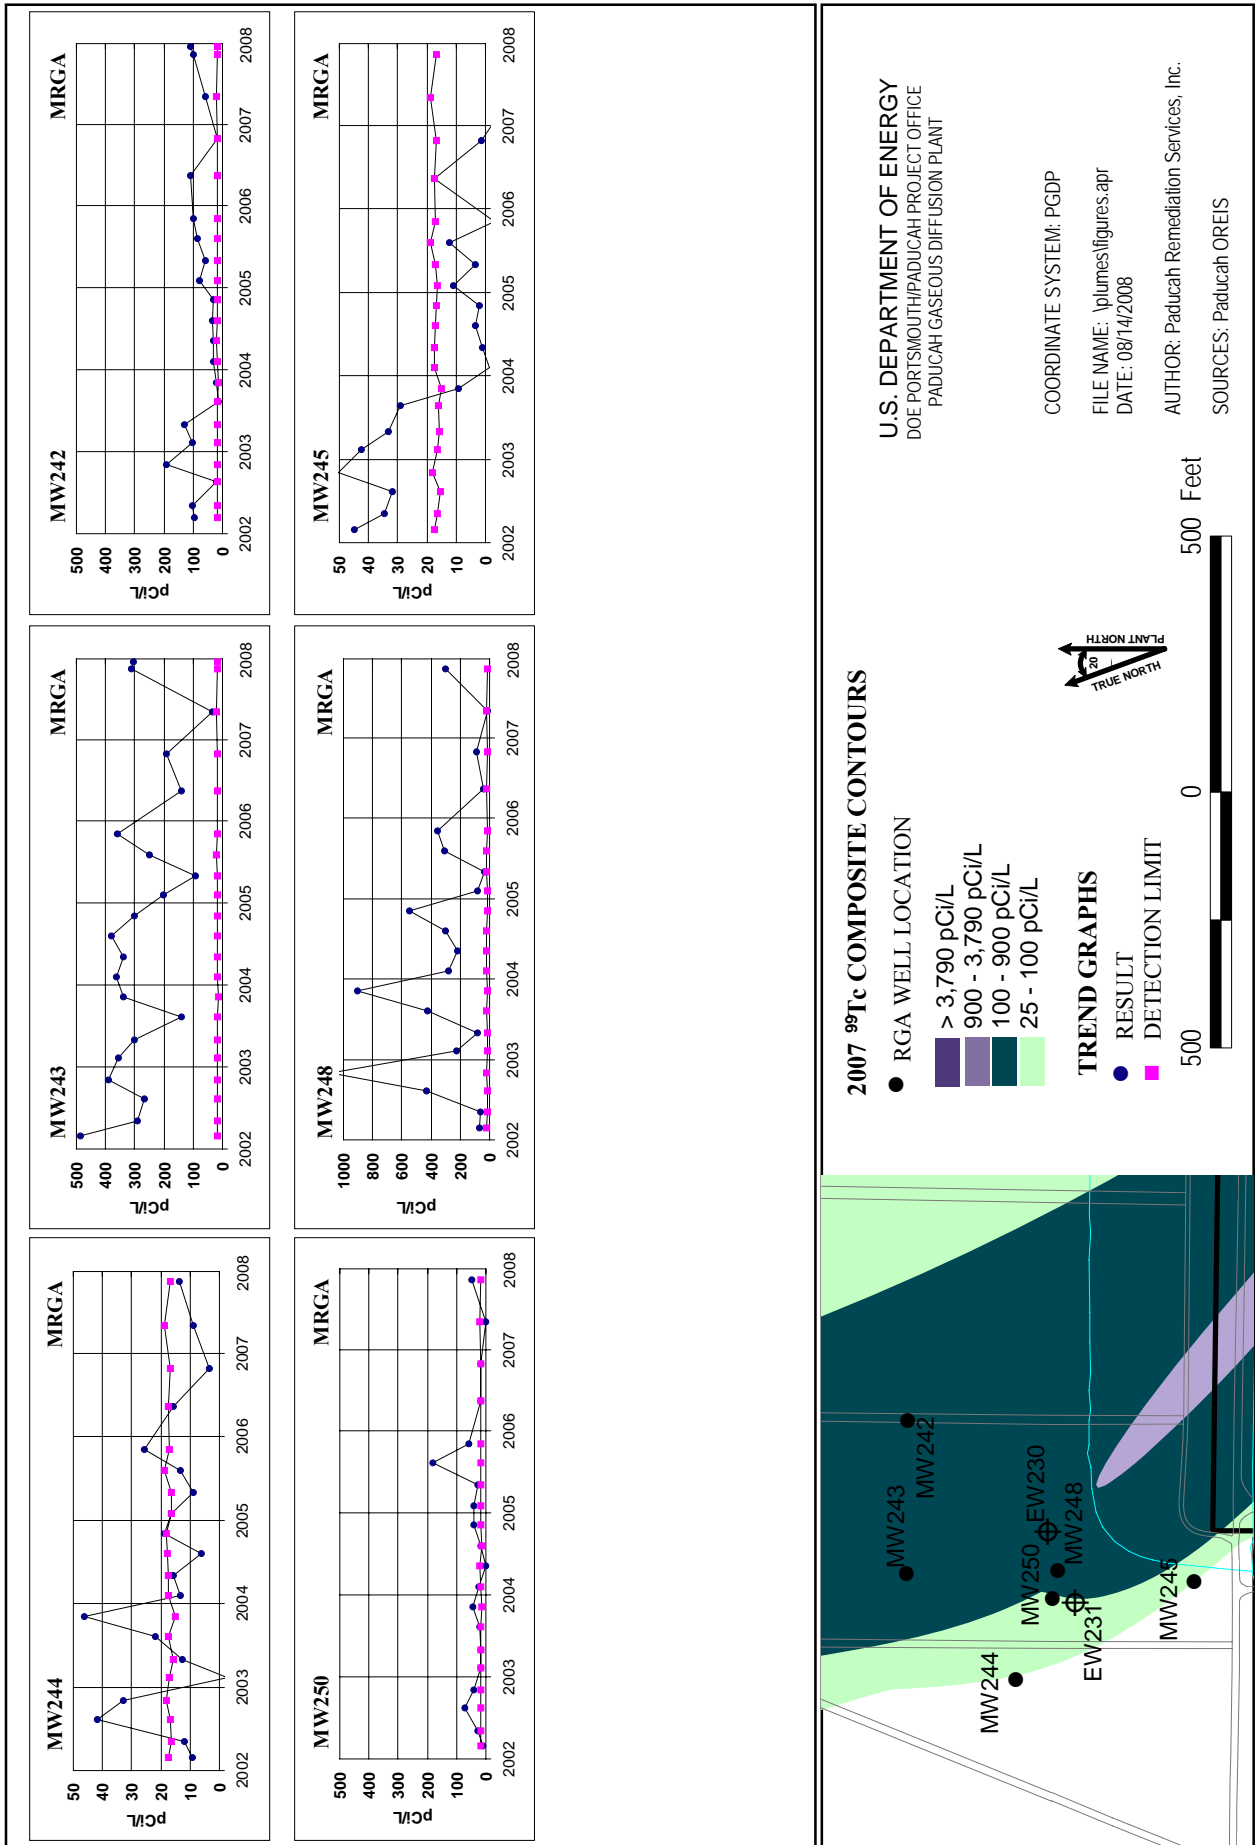 MW244
MRGA
pCi/L
50
40
30
20
10
0
2002 2003 2004 2005 2006 2007 2008
MW243
MRGA
pCi/L
500
400
300
200
100
0
2002 2003 2004 2005 2006 2007 2008
MW242
MRGA
pCi/L
500
400
300
200
100
0
2002 2003 2004 2005 2006 2007 2008
MW250
MRGA
pCi/L
500
400
300
200
100
0
2002 2003 2004 2005 2006 2007 2008
MW248
MRGA
pCi/L
1000
800
600
400
200
0
2002 2003 2004 2005 2006 2007 2008
MW245
MRGA
pCi/L
50
40
30
20
10
0
2002 2003 2004 2005 2006 2007 2008
MW243
MW242
MW244
MW250
EW230
MW248
EW231
MW245
2007 ⁹⁹Tc COMPOSITE CONTOURS
RGA WELL LOCATION
> 3,790 pCi/L
900 - 3,790 pCi/L
100 - 900 pCi/L
25 - 100 pCi/L
TREND GRAPHS
RESULT
DETECTION LIMIT
TRUE NORTH
20
PLANT NORTH
500 0 500 Feet
U.S. DEPARTMENT OF ENERGY
DOE PORTSMOUTH/PADUCAH PROJECT OFFICE
PADUCAH GASEOUS DIFFUSION PLANT
COORDINATE SYSTEM: PGDP
FILE NAME: \plumes\figures.apr
DATE: 08/14/2008
AUTHOR: Paducah Remediation Services, Inc.
SOURCES: Paducah OREIS